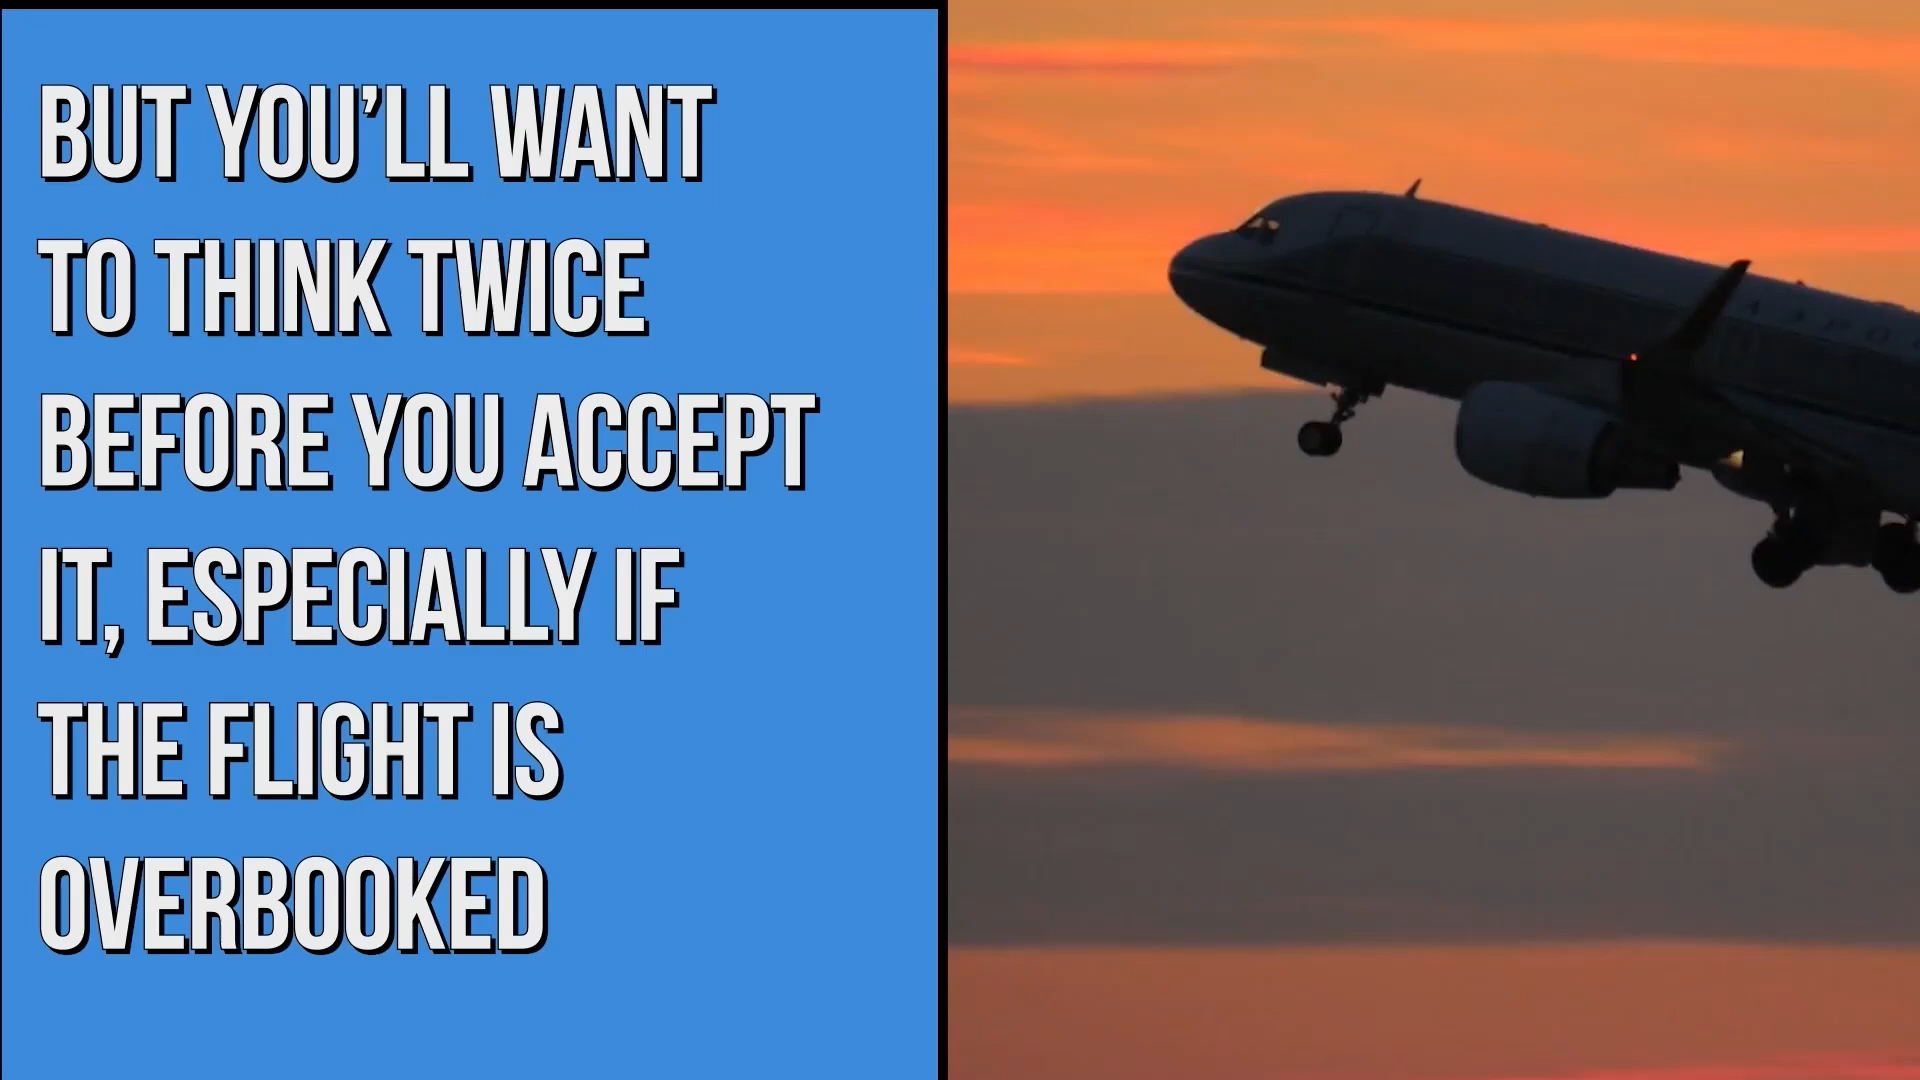 BUT YOU’LL WANT
TO THINK TWICE
BEFORE YOU ACCEPT
IT, ESPECIALLY IF
THE FLIGHT IS
OVERBOOKED